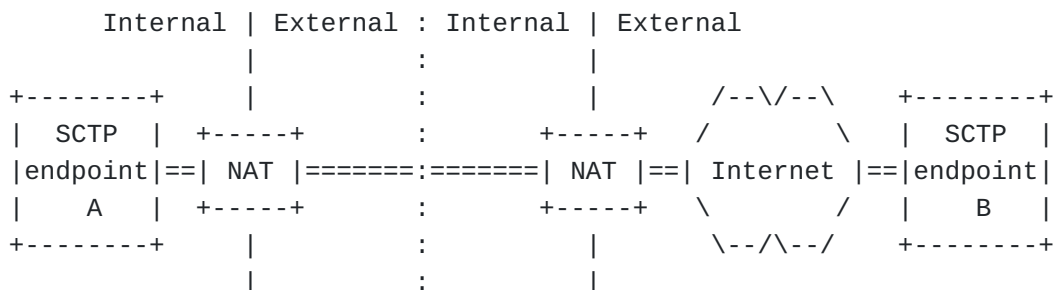 Internal | External : Internal | External
               |          :          |
+--------+     |          :          |       /--\/--\    +--------+
|  SCTP  |  +-----+       :       +-----+   /        \   |  SCTP  |
|endpoint|==| NAT |=======:=======| NAT |==| Internet |==|endpoint|
|    A   |  +-----+       :       +-----+   \        /   |    B   |
+--------+     |          :          |       \--/\--/    +--------+
               |          :          |